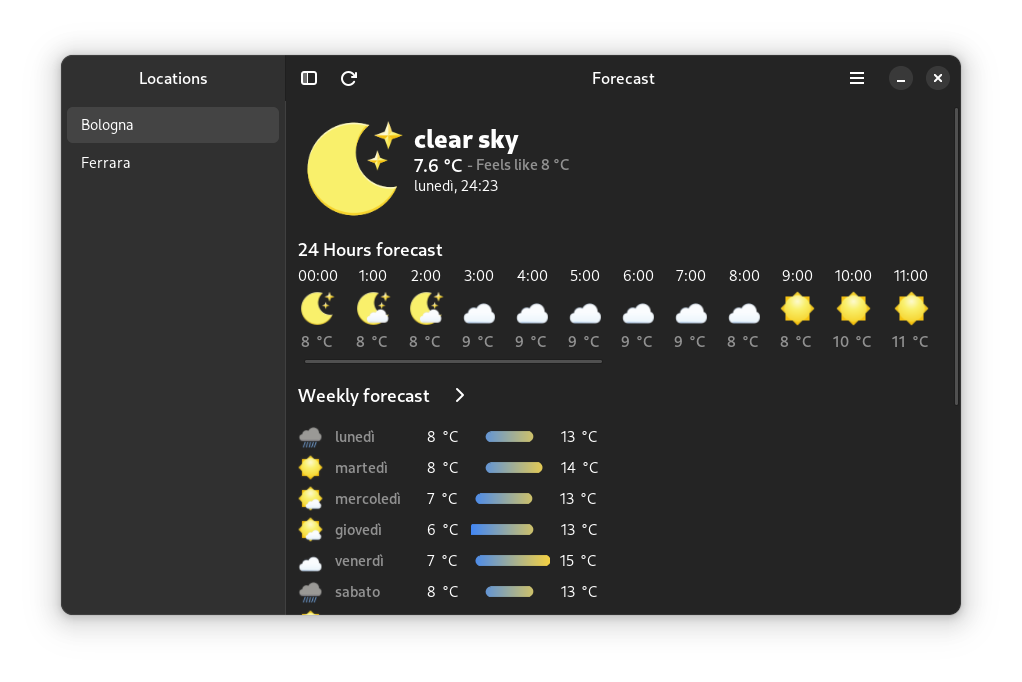 Locations
Forecast
Bologna
Ferrara
clear sky
7.6 °C - Feels like 8 °C
lunedì, 24:23
24 Hours forecast
00:00 1:00 2:00 3:00 4:00 5:00 6:00 7:00 8:00 9:00 10:00 11:00
8 °C 8 °C 8 °C 9 °C 9 °C 9 °C 9 °C 9 °C 8 °C 8 °C 10 °C 11 °C
Weekly forecast
lunedì 8 °C 13 °C
martedì 8 °C 14 °C
mercoledì 7 °C 13 °C
giovedì 6 °C 13 °C
venerdì 7 °C 15 °C
sabato 8 °C 13 °C